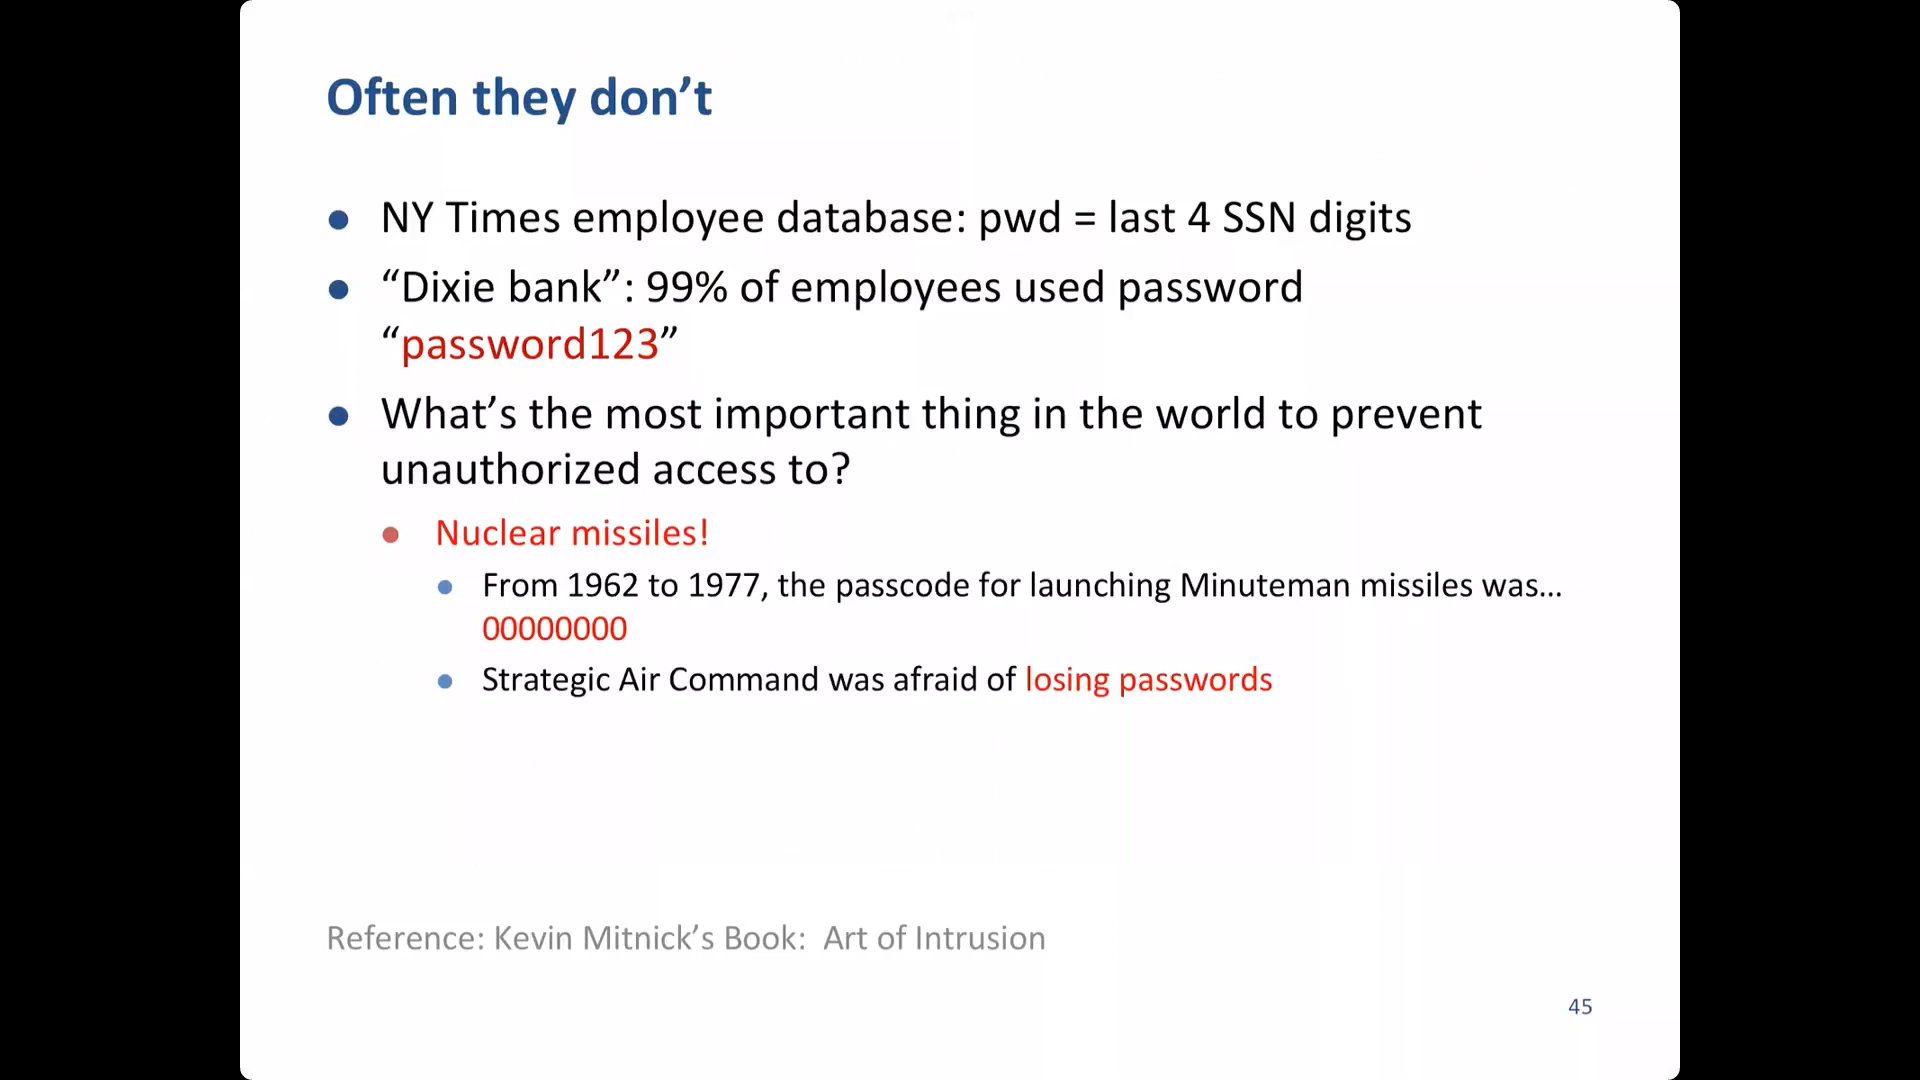 Often they don’t
● NY Times employee database: pwd = last 4 SSN digits
● “Dixie bank”: 99% of employees used password
“password123”
● What’s the most important thing in the world to prevent
unauthorized access to?
● Nuclear missiles!
● From 1962 to 1977, the passcode for launching Minuteman missiles was…
00000000
● Strategic Air Command was afraid of losing passwords
Reference: Kevin Mitnick’s Book:  Art of Intrusion
45